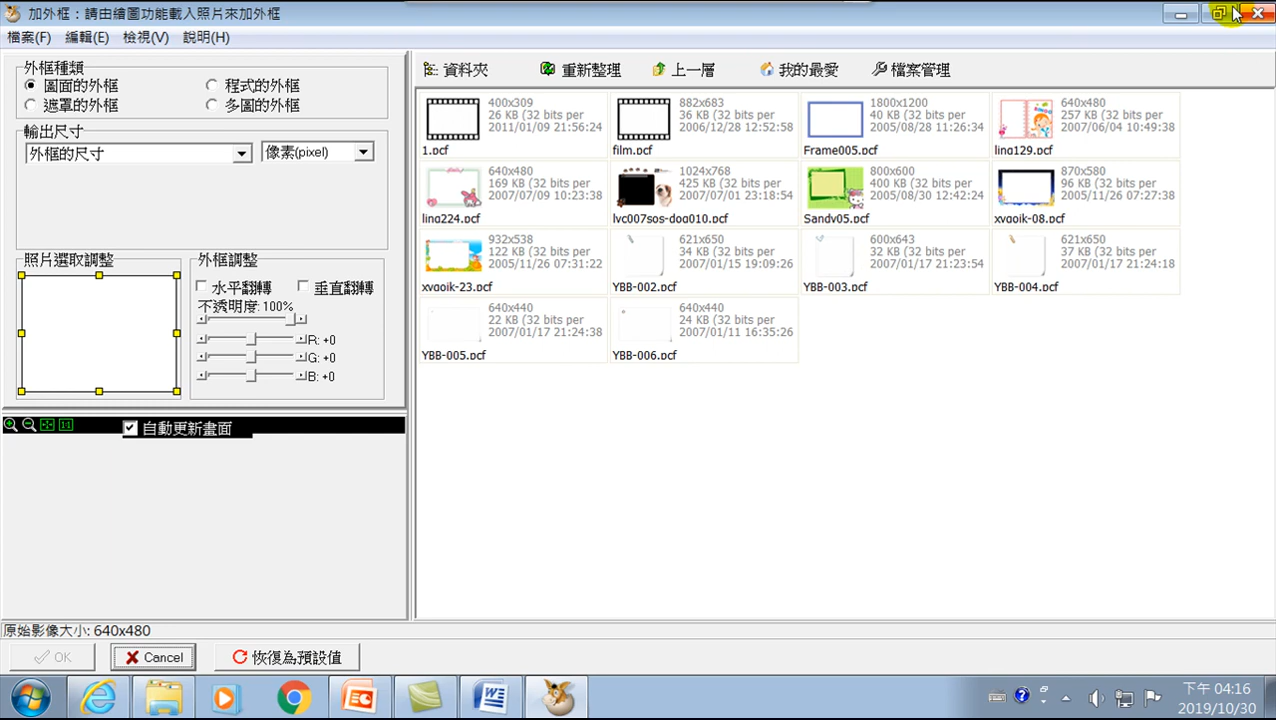 加外框：請由繪圖功能載入照片來加外框
檔案(F) 編輯(E) 檢視(V) 說明(H)
外框種類
圖面的外框 程式的外框
遮罩的外框 多圖的外框
輸出尺寸
外框的尺寸 像素(pixel)
照片選取調整
外框調整
水平翻轉 垂直翻轉
不透明度: 100%
R: +0
G: +0
B: +0
自動更新畫面
資料夾 重新整理 上一層 我的最愛 檔案管理
400x309
26 KB (32 bits per
2011/01/09 21:56:24
1.pcf
882x683
36 KB (32 bits per
2006/12/28 12:52:58
film.pcf
1800x1200
40 KB (32 bits per
2005/08/28 11:26:34
Frame005.pcf
640x480
257 KB (32 bits per
2007/06/04 10:49:38
ling129.pcf
640x480
169 KB (32 bits per
2007/07/09 10:23:38
ling224.pcf
1024x768
425 KB (32 bits per
2007/07/01 23:18:54
lyc007sos-dog010.pcf
800x600
400 KB (32 bits per
2005/08/30 12:42:24
Sandy05.pcf
870x580
96 KB (32 bits per
2005/11/26 07:27:38
xvgojk-08.pcf
932x538
122 KB (32 bits per
2005/11/26 07:31:22
xvgojk-23.pcf
621x650
34 KB (32 bits per
2007/01/15 19:09:26
YBB-002.pcf
600x643
32 KB (32 bits per
2007/01/17 21:23:54
YBB-003.pcf
621x650
37 KB (32 bits per
2007/01/17 21:24:18
YBB-004.pcf
640x440
22 KB (32 bits per
2007/01/17 21:24:38
YBB-005.pcf
640x440
24 KB (32 bits per
2007/01/11 16:35:26
YBB-006.pcf
原始影像大小: 640x480
OK Cancel 恢復為預設值
下午 04:16
2019/10/30